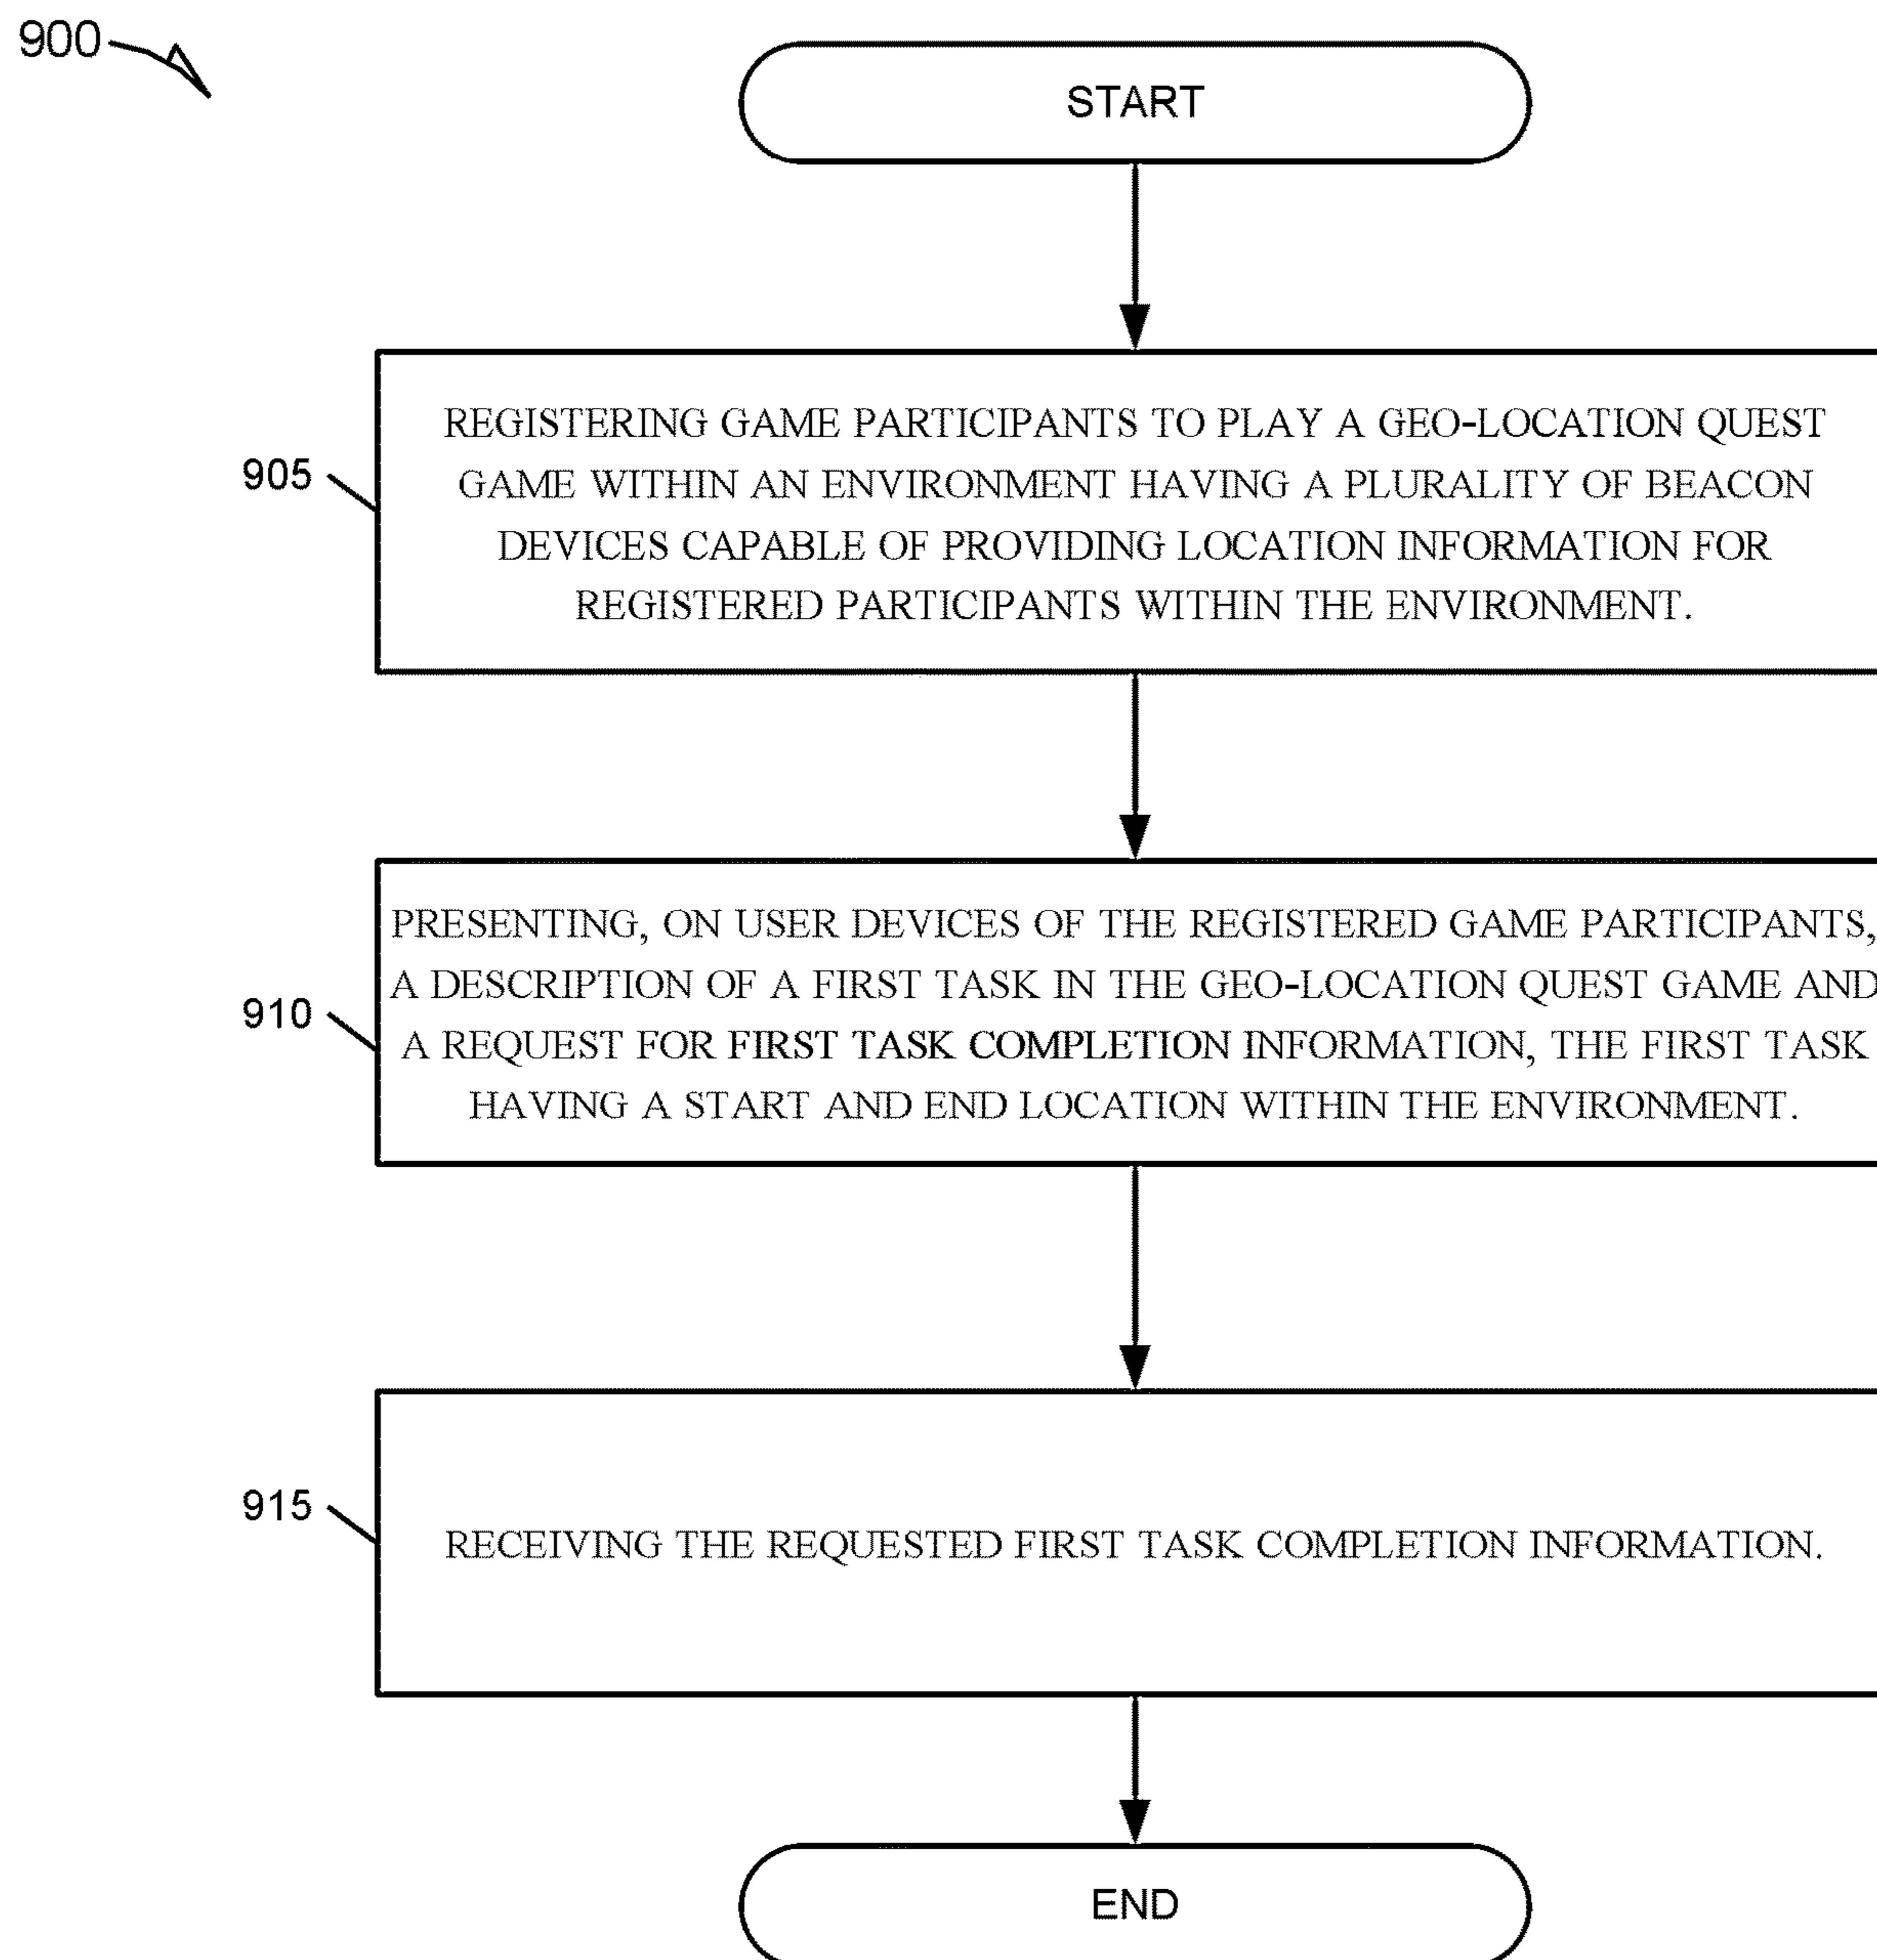 900
START
905
REGISTERING GAME PARTICIPANTS TO PLAY A GEO-LOCATION QUEST
GAME WITHIN AN ENVIRONMENT HAVING A PLURALITY OF BEACON
DEVICES CAPABLE OF PROVIDING LOCATION INFORMATION FOR
REGISTERED PARTICIPANTS WITHIN THE ENVIRONMENT.
910
PRESENTING, ON USER DEVICES OF THE REGISTERED GAME PARTICIPANTS,
A DESCRIPTION OF A FIRST TASK IN THE GEO-LOCATION QUEST GAME AND
A REQUEST FOR FIRST TASK COMPLETION INFORMATION, THE FIRST TASK
HAVING A START AND END LOCATION WITHIN THE ENVIRONMENT.
915
RECEIVING THE REQUESTED FIRST TASK COMPLETION INFORMATION.
END